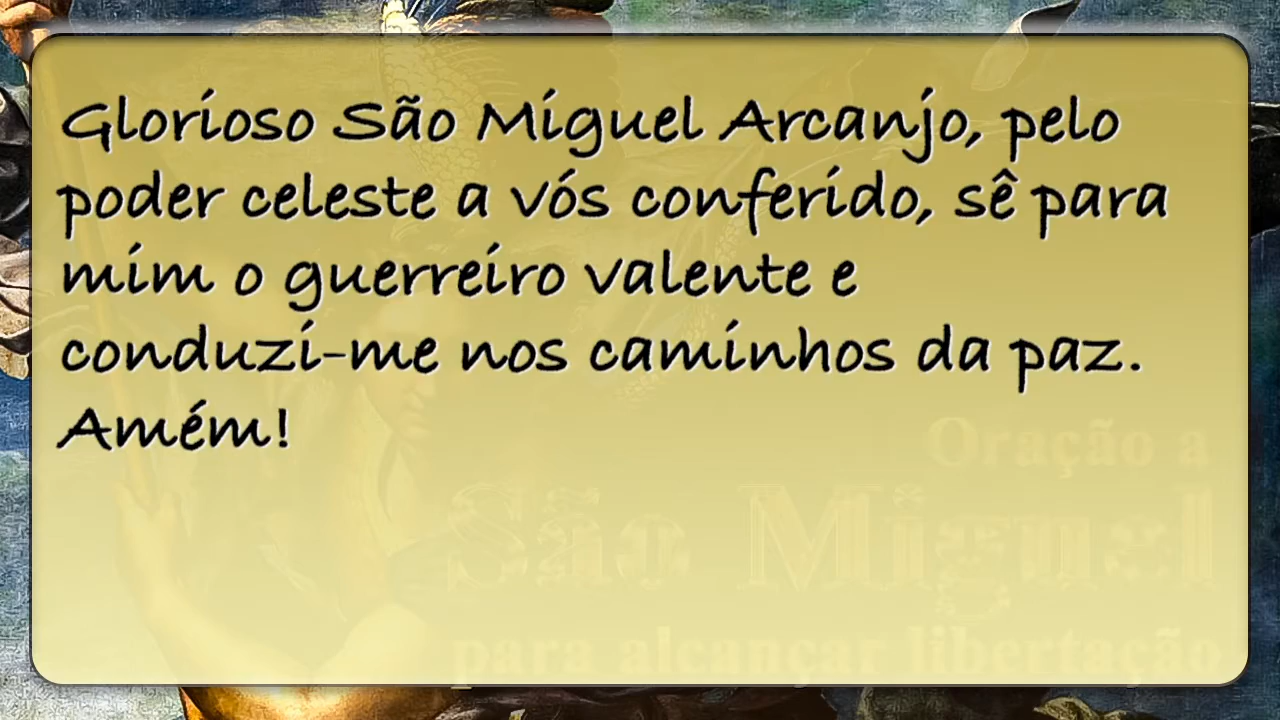 Glorioso São Miguel Arcanjo, pelo
poder celeste a vós conferido, sê para
mim o guerreiro valente e
conduzi-me nos caminhos da paz.
Amém!
Oração a
São Miguel
para alcançar libertação